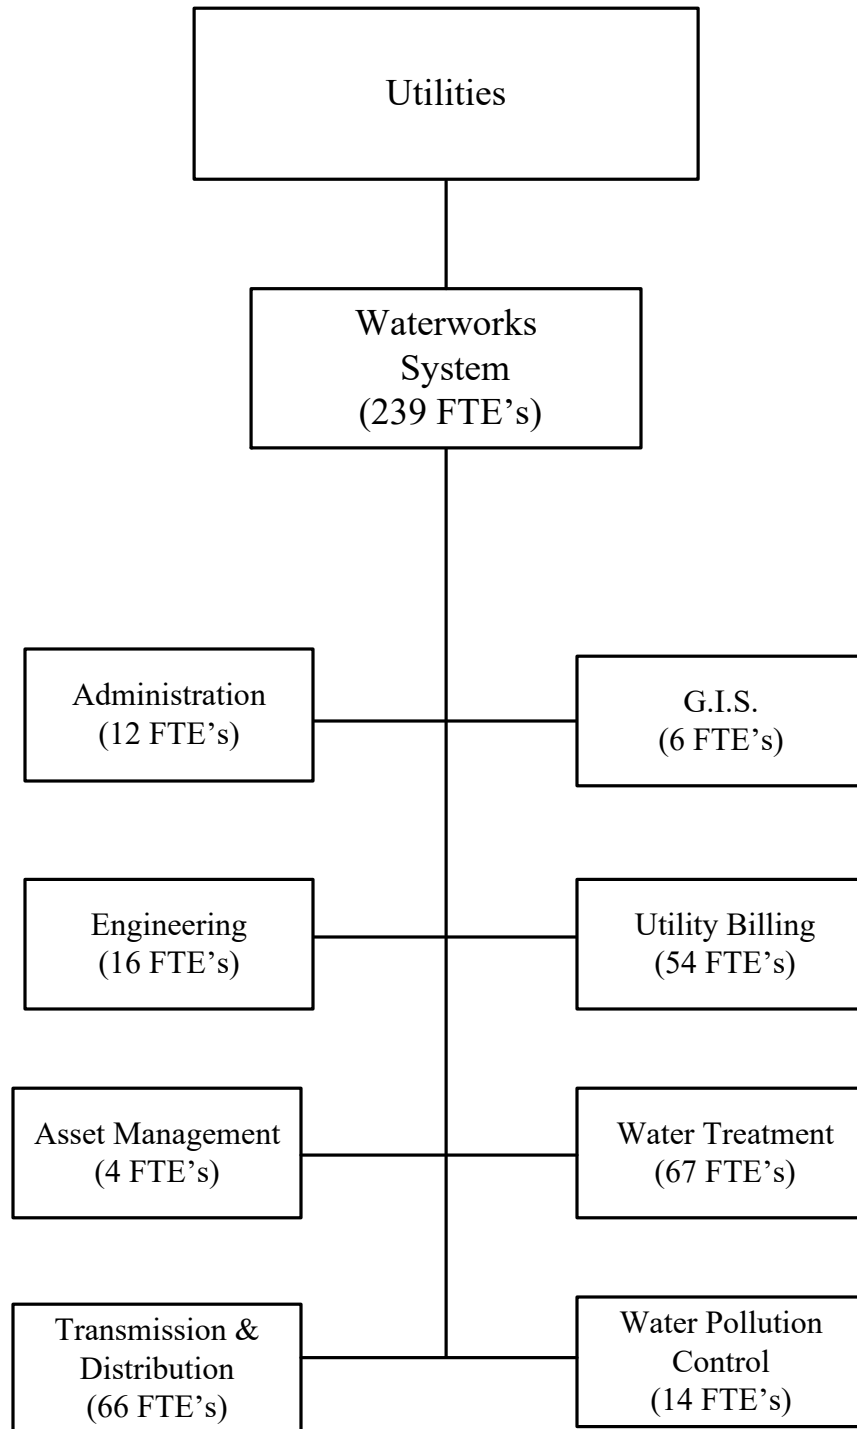 Utilities
Waterworks
System
(239 FTE’s)
Administration
(12 FTE’s)
G.I.S.
(6 FTE’s)
Engineering
(16 FTE’s)
Utility Billing
(54 FTE’s)
Asset Management
(4 FTE’s)
Water Treatment
(67 FTE’s)
Transmission &
Distribution
(66 FTE’s)
Water Pollution
Control
(14 FTE’s)